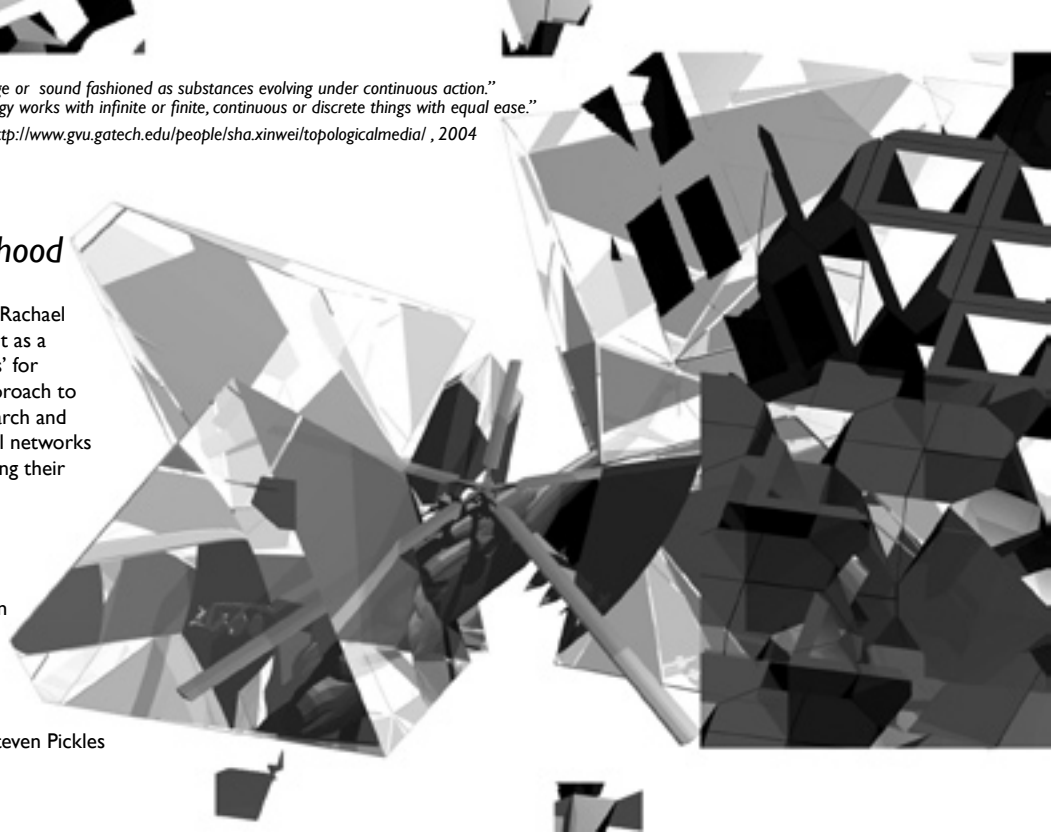 ge or sound fashioned as substances evolving under continuous action.”
gy works with infinite or finite, continuous or discrete things with equal ease.”
ttp://www.gvu.gatech.edu/people/sha.xinwei/topologicalmedia/ , 2004
hood
Rachael
t as a
s’ for
proach to
arch and
l networks
ng their
n
teven Pickles